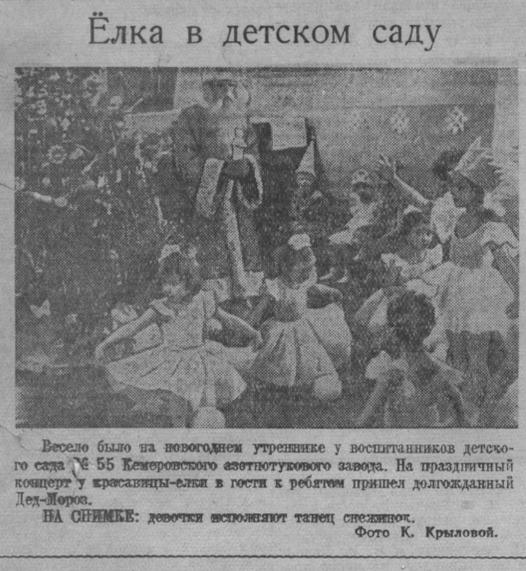 Ёлка в детском саду
Весело было на новогоднем утреннике у воспитанников детско-
го сада № 55 Кемеровского азотнотукового завода. На праздничный
концерт у красавицы-елки в гости к ребятам пришел долгожданный
Дед-Мороз.
НА СНИМКЕ: девочки исполняют танец снежинок.
Фото К. Крыловой.